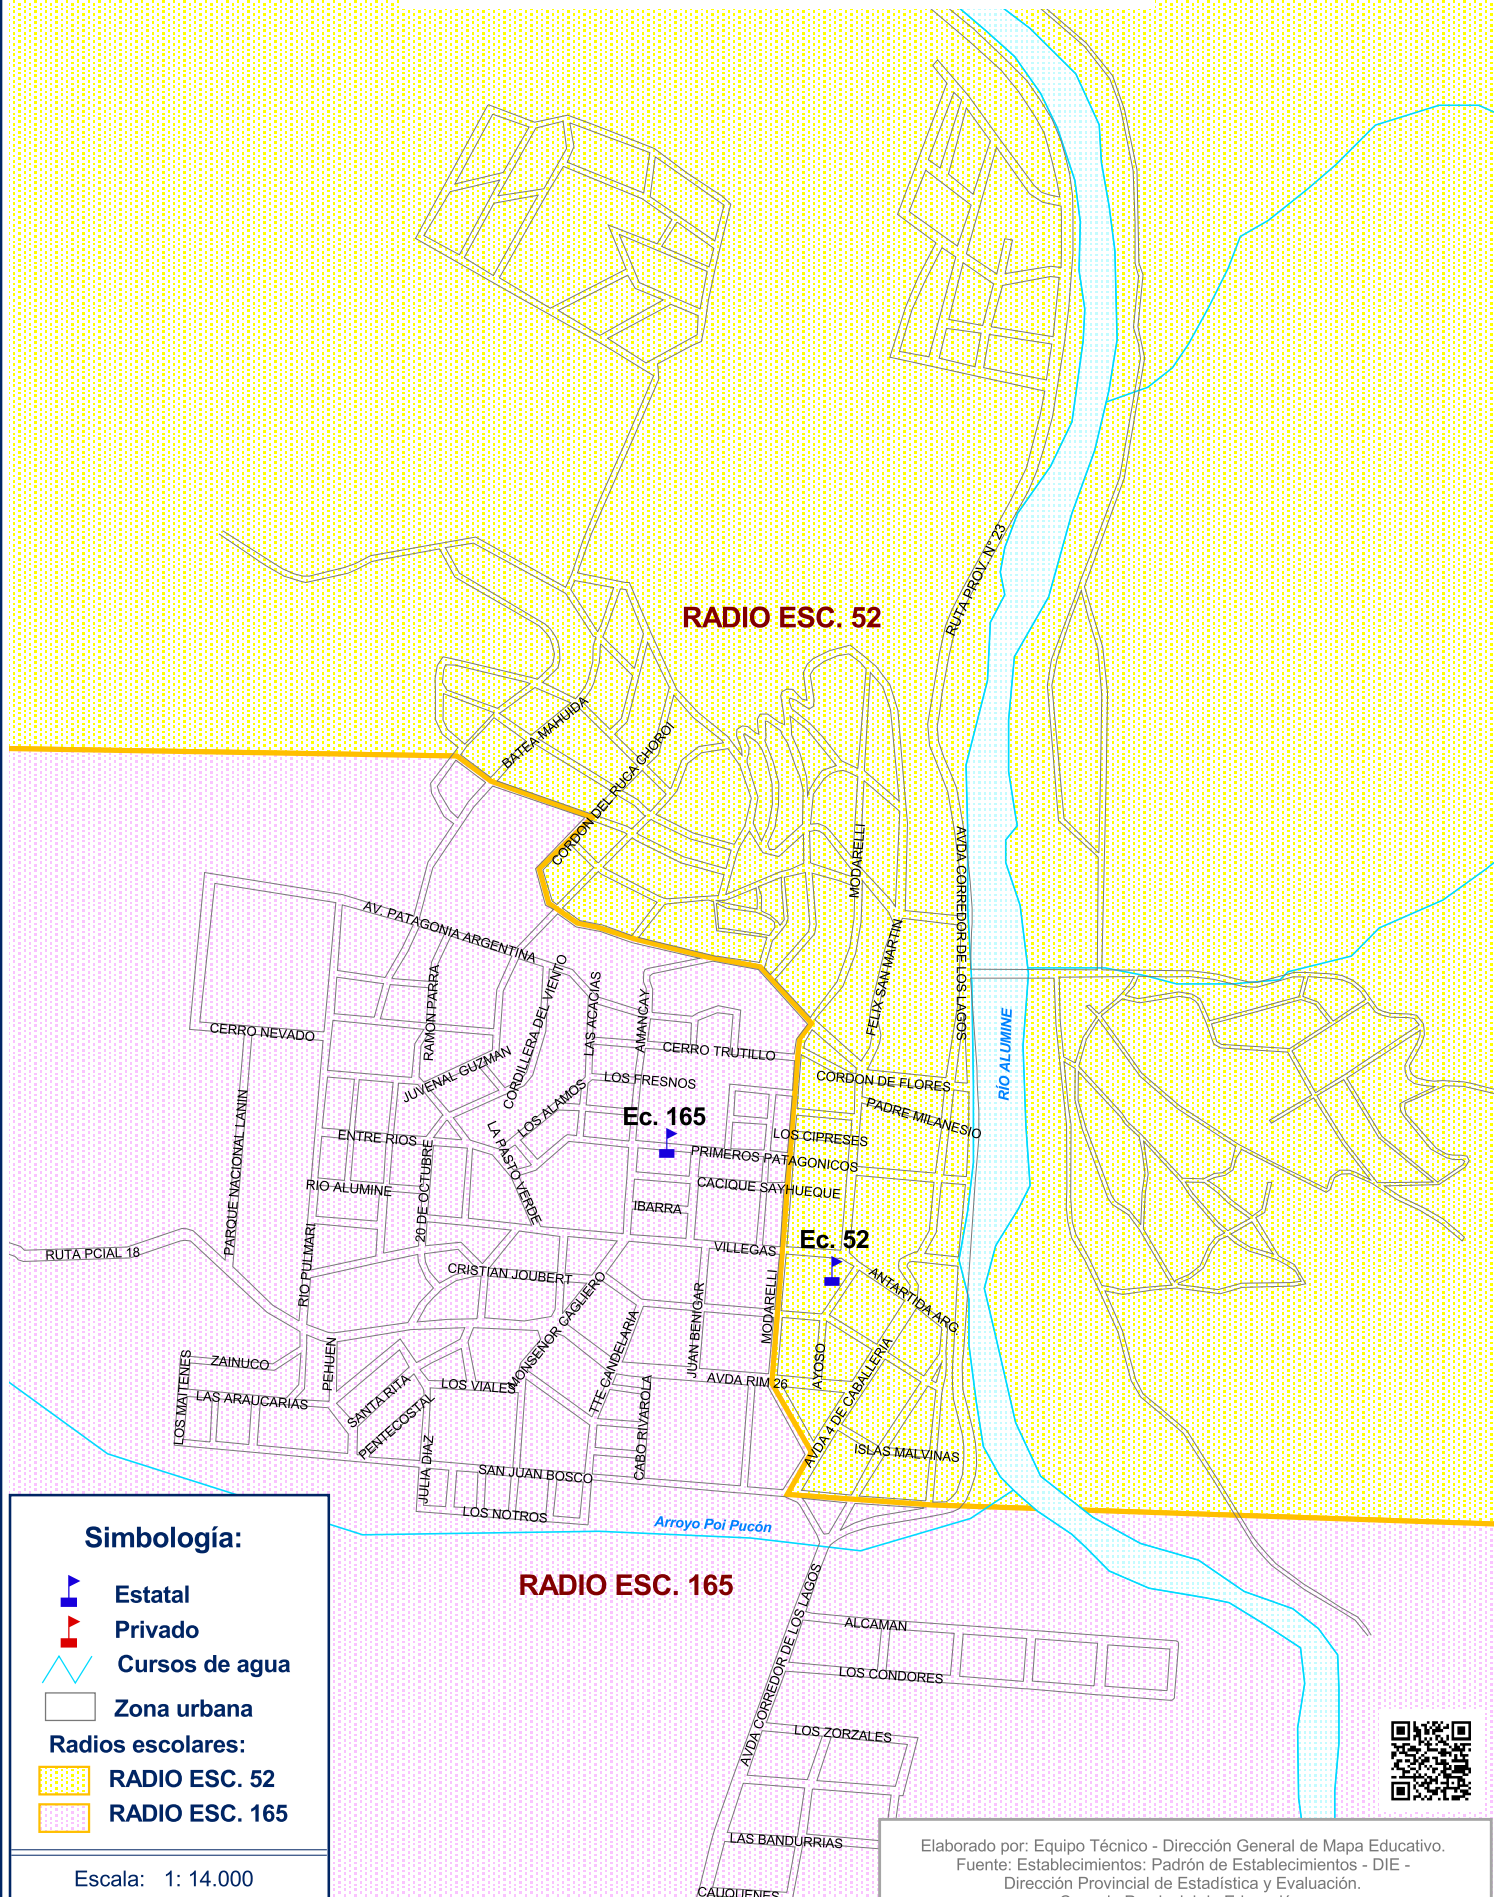 RADIO ESC. 52
RUTA PROV. N° 23
BATEA MAHUIDA
CORDON DEL RUCA CHOROI
MODARELLI
AVDA CORREDOR DE LOS LAGOS
AV. PATAGONIA ARGENTINA
FELIX SAN MARTIN
RAMON PARRA
CORDILLERA DEL VIENTO
LAS ACACIAS
AMANCAY
CERRO NEVADO
CERRO TRUTILLO
RÍO ALUMINE
JUVENAL GUZMAN
LOS ALAMOS
LOS FRESNOS
CORDON DE FLORES
PADRE MILANESIO
Ec. 165
PARQUE NACIONAL LANIN
ENTRE RIOS
LA PASTO VERDE
LOS CIPRESES
PRIMEROS PATAGONICOS
RIO ALUMINE
20 DE OCTUBRE
CACIQUE SAYHUEQUE
IBARRA
RUTA PCIAL 18
RIO PULMARI
VILLEGAS
Ec. 52
CRISTIAN JOUBERT
MONSEÑOR CAGLIERO
ANTARTIDA ARG.
MODARELLI
JUAN BENIGAR
TTE CANDELARIA
AYOSO
ZAINUCO
PEHUEN
LOS MAITENES
LAS ARAUCARIAS
SANTA RITA
PENTECOSTAL
LOS VIALES
AVDA RIM 26
AVDA 4 DE CABALLERIA
CABO RIVAROLA
JULIA DIAZ
SAN JUAN BOSCO
ISLAS MALVINAS
LOS NOTROS
Arroyo Poi Pucón
RADIO ESC. 165
AVDA CORREDOR DE LOS LAGOS
ALCAMAN
LOS CONDORES
LOS ZORZALES
LAS BANDURRIAS
CAUQUENES
Simbología:
Estatal
Privado
Cursos de agua
Zona urbana
Radios escolares:
RADIO ESC. 52
RADIO ESC. 165
Escala: 1: 14.000
Elaborado por: Equipo Técnico - Dirección General de Mapa Educativo.
Fuente: Establecimientos: Padrón de Establecimientos - DIE -
Dirección Provincial de Estadística y Evaluación.